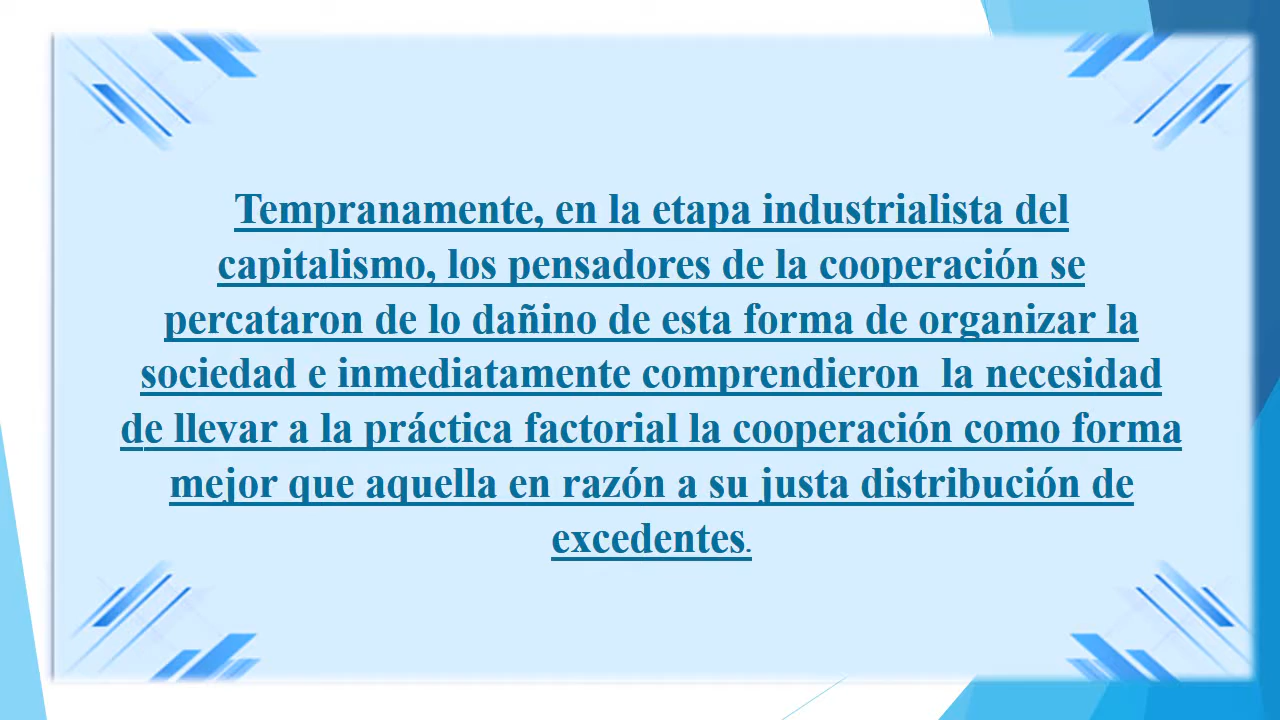 Tempranamente, en la etapa industrialista del
capitalismo, los pensadores de la cooperación se
percataron de lo dañino de esta forma de organizar la
sociedad e inmediatamente comprendieron  la necesidad
de llevar a la práctica factorial la cooperación como forma
mejor que aquella en razón a su justa distribución de
excedentes.